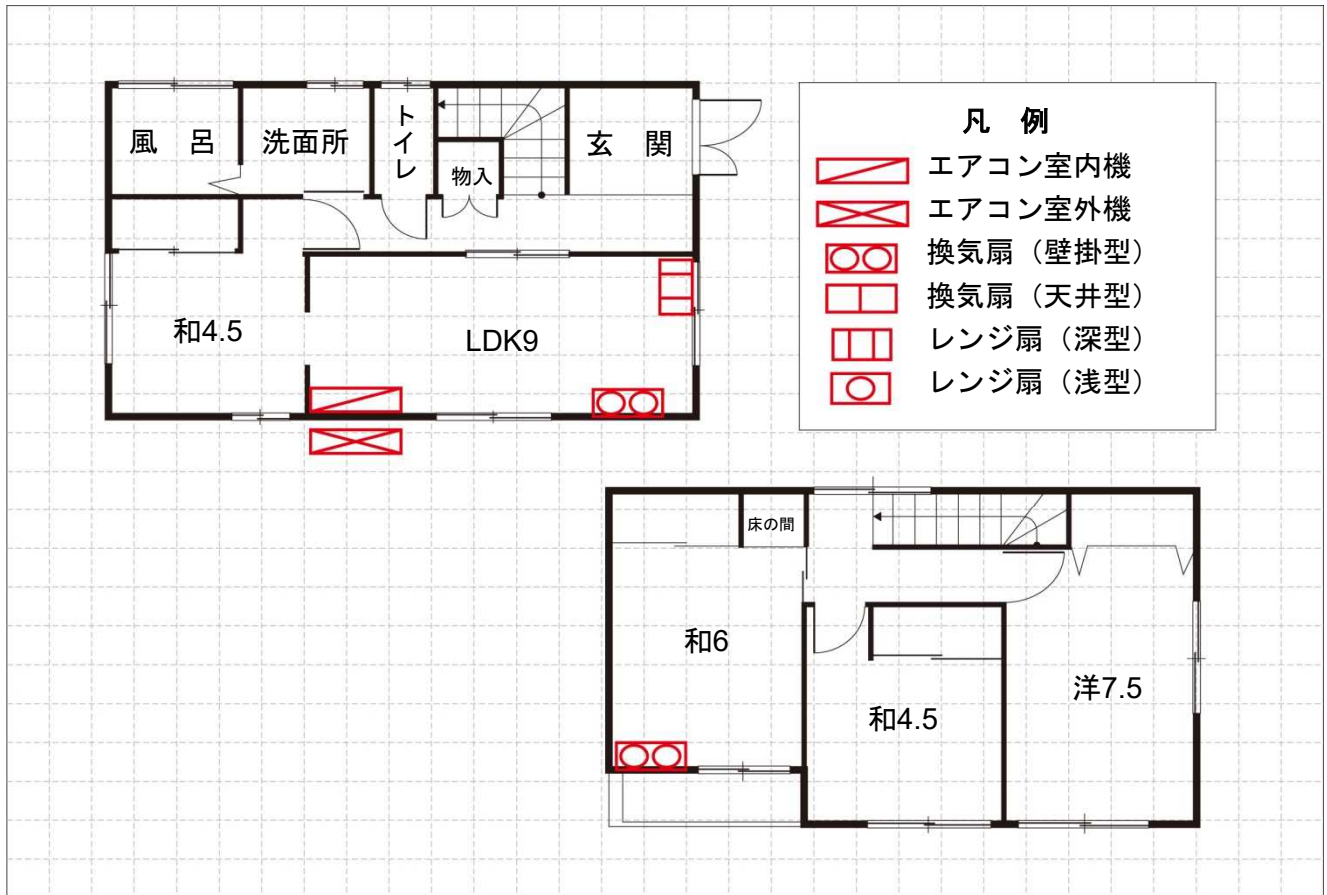 風 呂
洗面所
トイレ
物入
玄 関
和4.5
LDK9
凡 例
エアコン室内機
エアコン室外機
換気扇（壁掛型）
換気扇（天井型）
レンジ扇（深型）
レンジ扇（浅型）
床の間
和6
和4.5
洋7.5